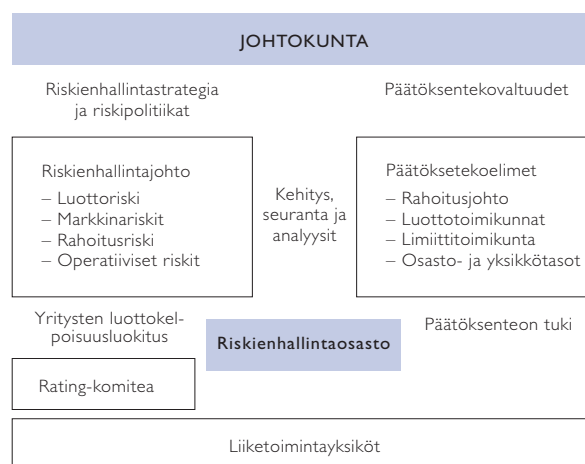 JOHTOKUNTA
Riskienhallintastrategia
ja riskipolitiikat
Päätöksentekovaltuudet
Riskienhallintajohto
– Luottoriski
– Markkinariskit
– Rahoitusriski
– Operatiiviset riskit
Kehitys,
seuranta ja
analyysit
Päätöksetekoelimet
– Rahoitusjohto
– Luottotoimikunnat
– Limiittitoimikunta
– Osasto- ja yksikkötasot
Yritysten luottokel-
poisuusluokitus
Riskienhallintaosasto
Päätöksenteon tuki
Rating-komitea
Liiketoimintayksiköt